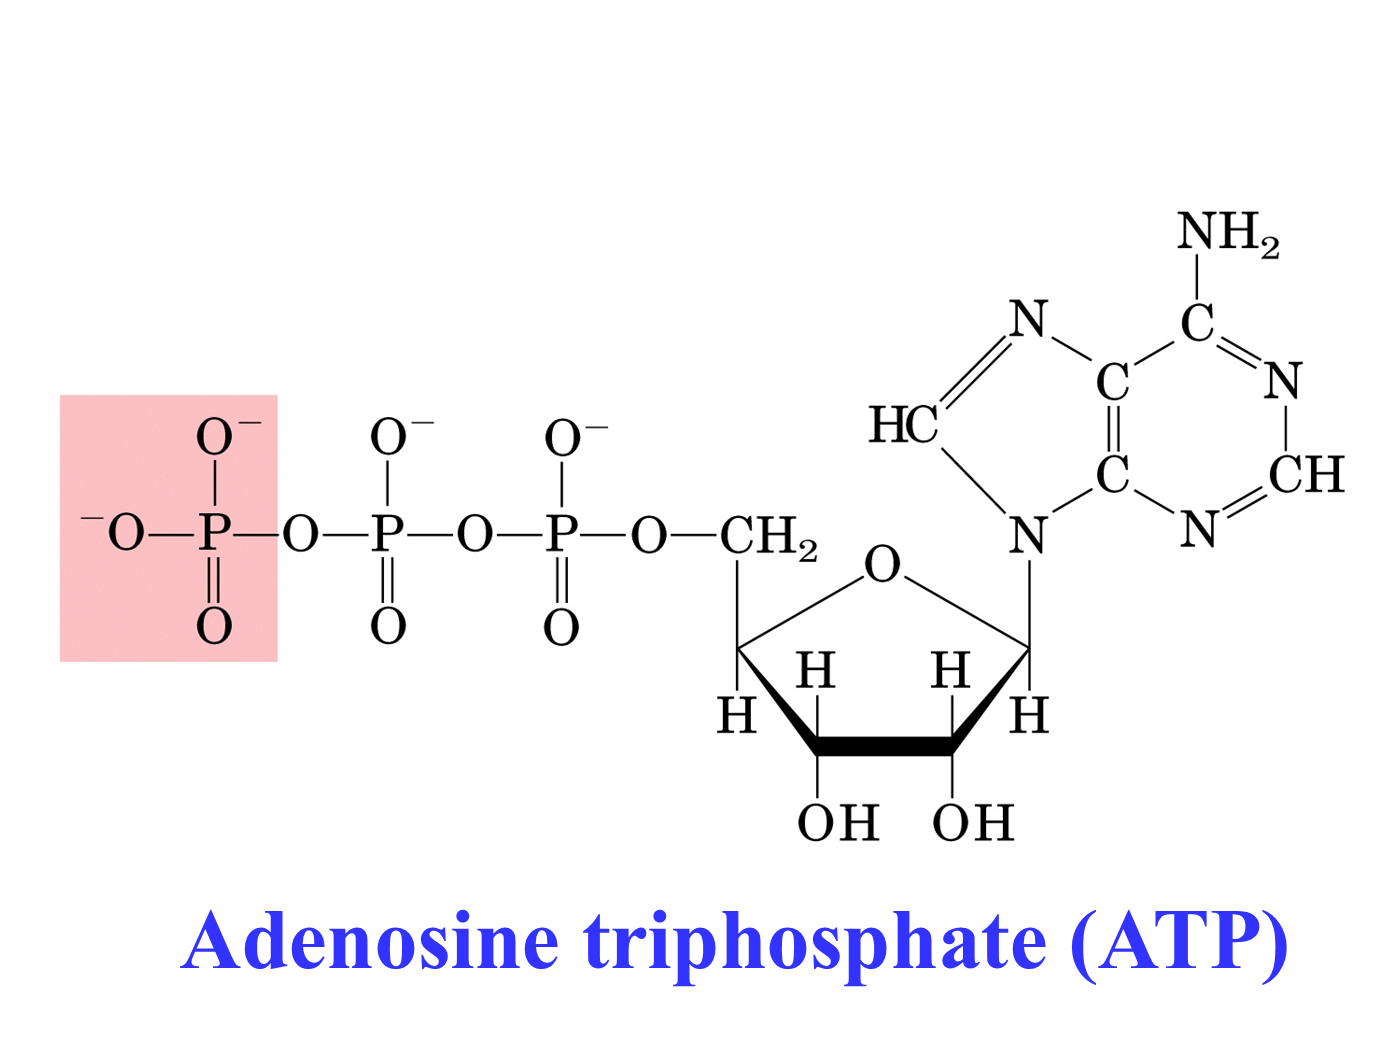 NH₂
N C
C N
HC
C CH
N N
O⁻ O⁻ O⁻
⁻O—P—O—P—O—P—O—CH₂
O O O
O
H H
H H
OH OH
Adenosine triphosphate (ATP)